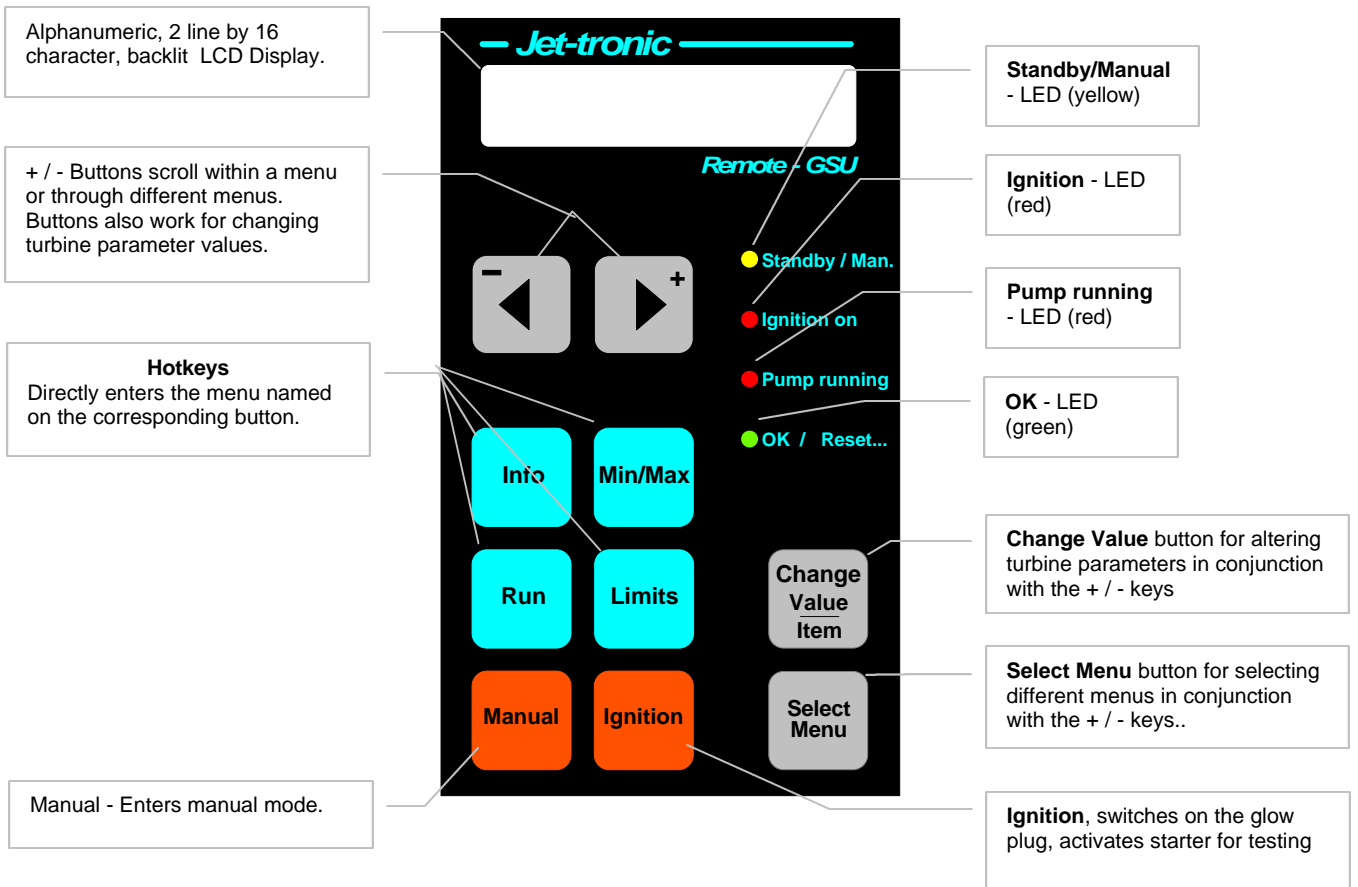 Alphanumeric, 2 line by 16
character, backlit LCD Display.
+ / - Buttons scroll within a menu
or through different menus.
Buttons also work for changing
turbine parameter values.
Hotkeys
Directly enters the menu named
on the corresponding button.
Manual - Enters manual mode.
Jet-tronic
Remote - GSU
- +
Standby / Man.
Ignition on
Pump running
OK / Reset...
Info Min/Max
Run Limits
Change
Value
Item
Manual Ignition
Select
Menu
Standby/Manual
- LED (yellow)
Ignition - LED
(red)
Pump running
- LED (red)
OK - LED
(green)
Change Value button for altering
turbine parameters in conjunction
with the + / - keys
Select Menu button for selecting
different menus in conjunction
with the + / - keys..
Ignition, switches on the glow
plug, activates starter for testing